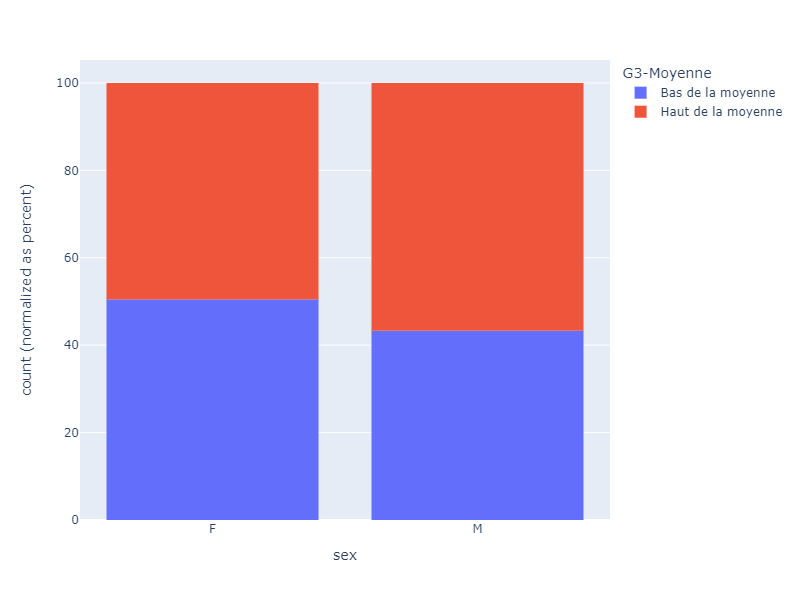 G3-Moyenne
Bas de la moyenne
Haut de la moyenne
count (normalized as percent)
100
80
60
40
20
0
F
M
sex